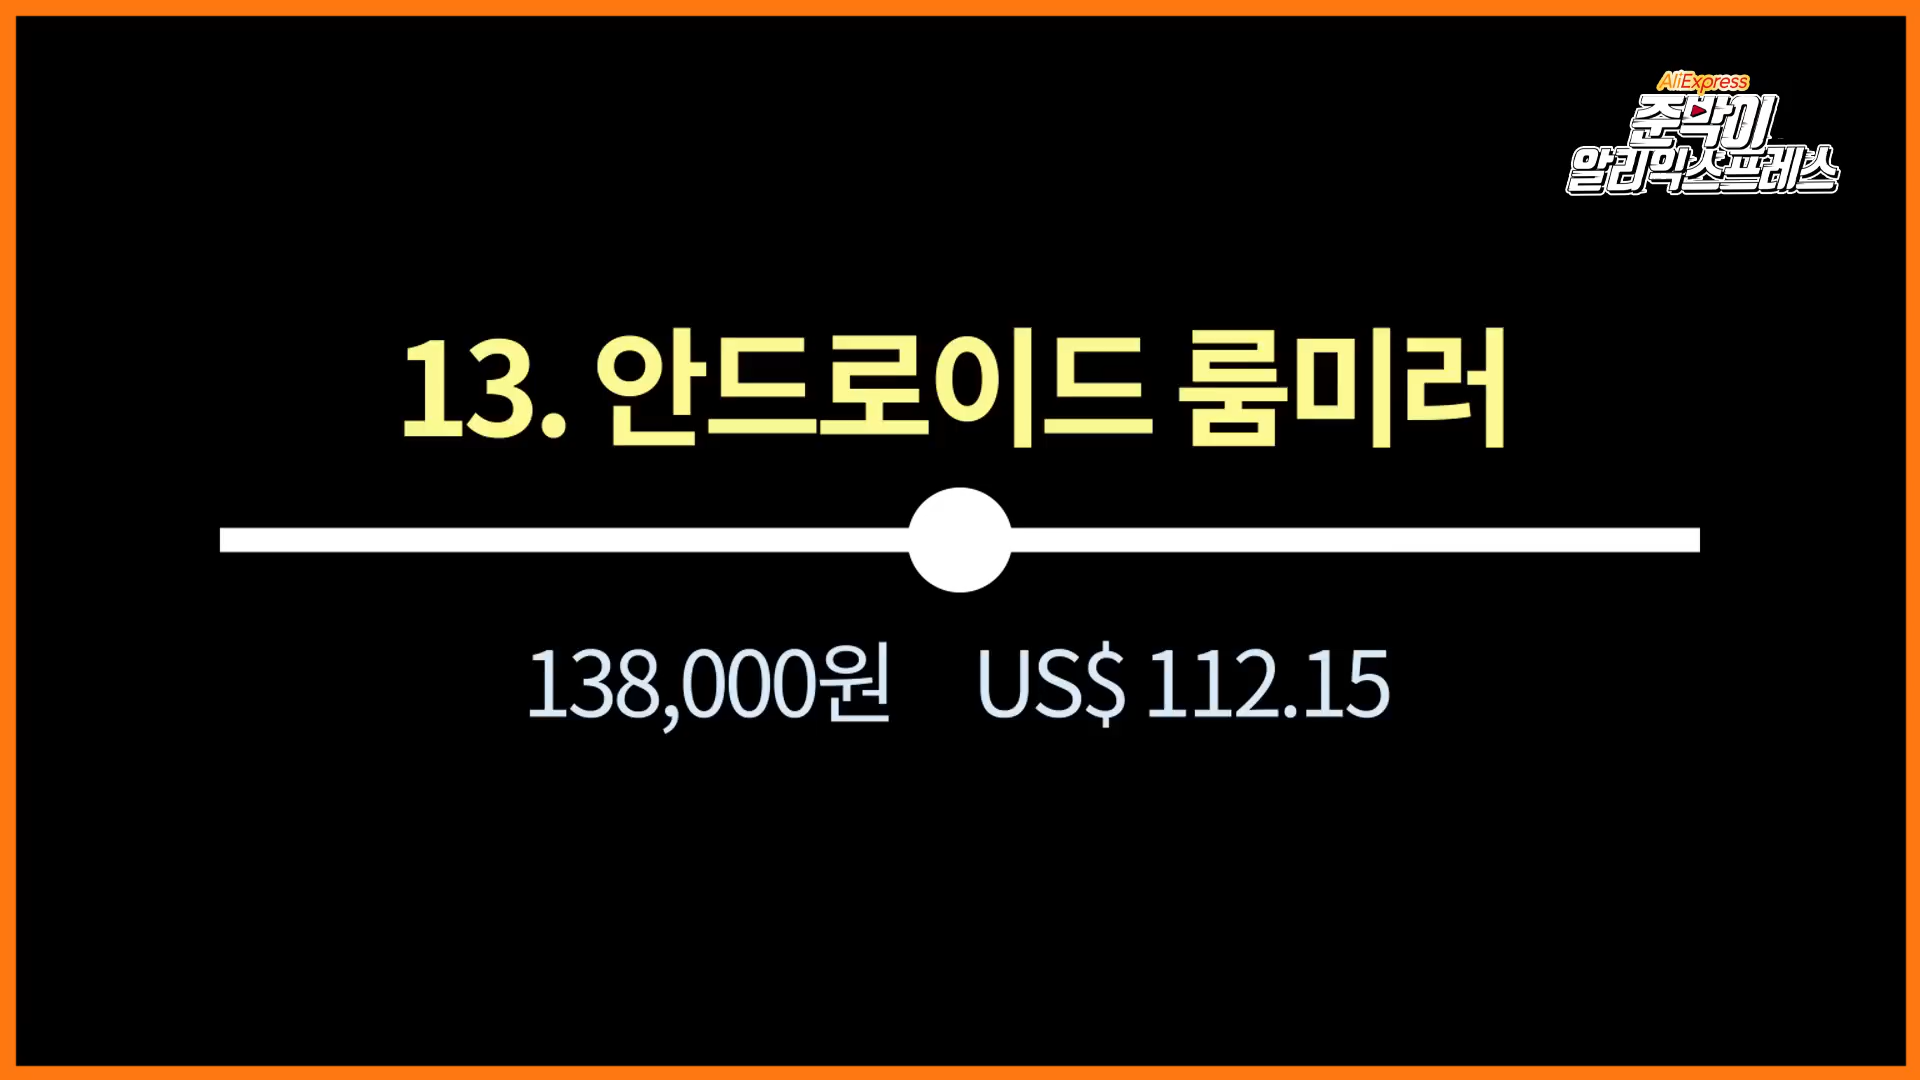 AliExpress
준박이
알리익스프레스
13. 안드로이드 룸미러
138,000원 US$ 112.15